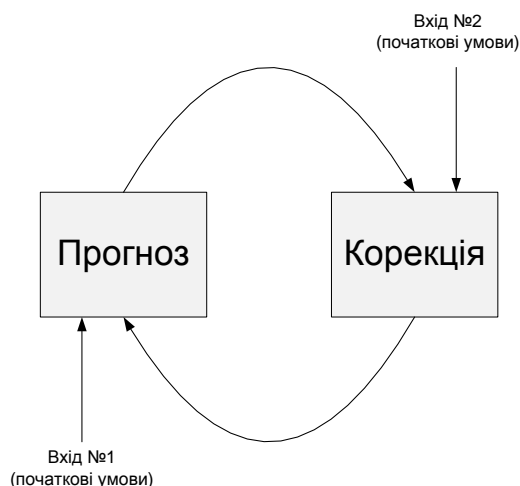 Вхід №2
(початкові умови)
Прогноз
Корекція
Вхід №1
(початкові умови)